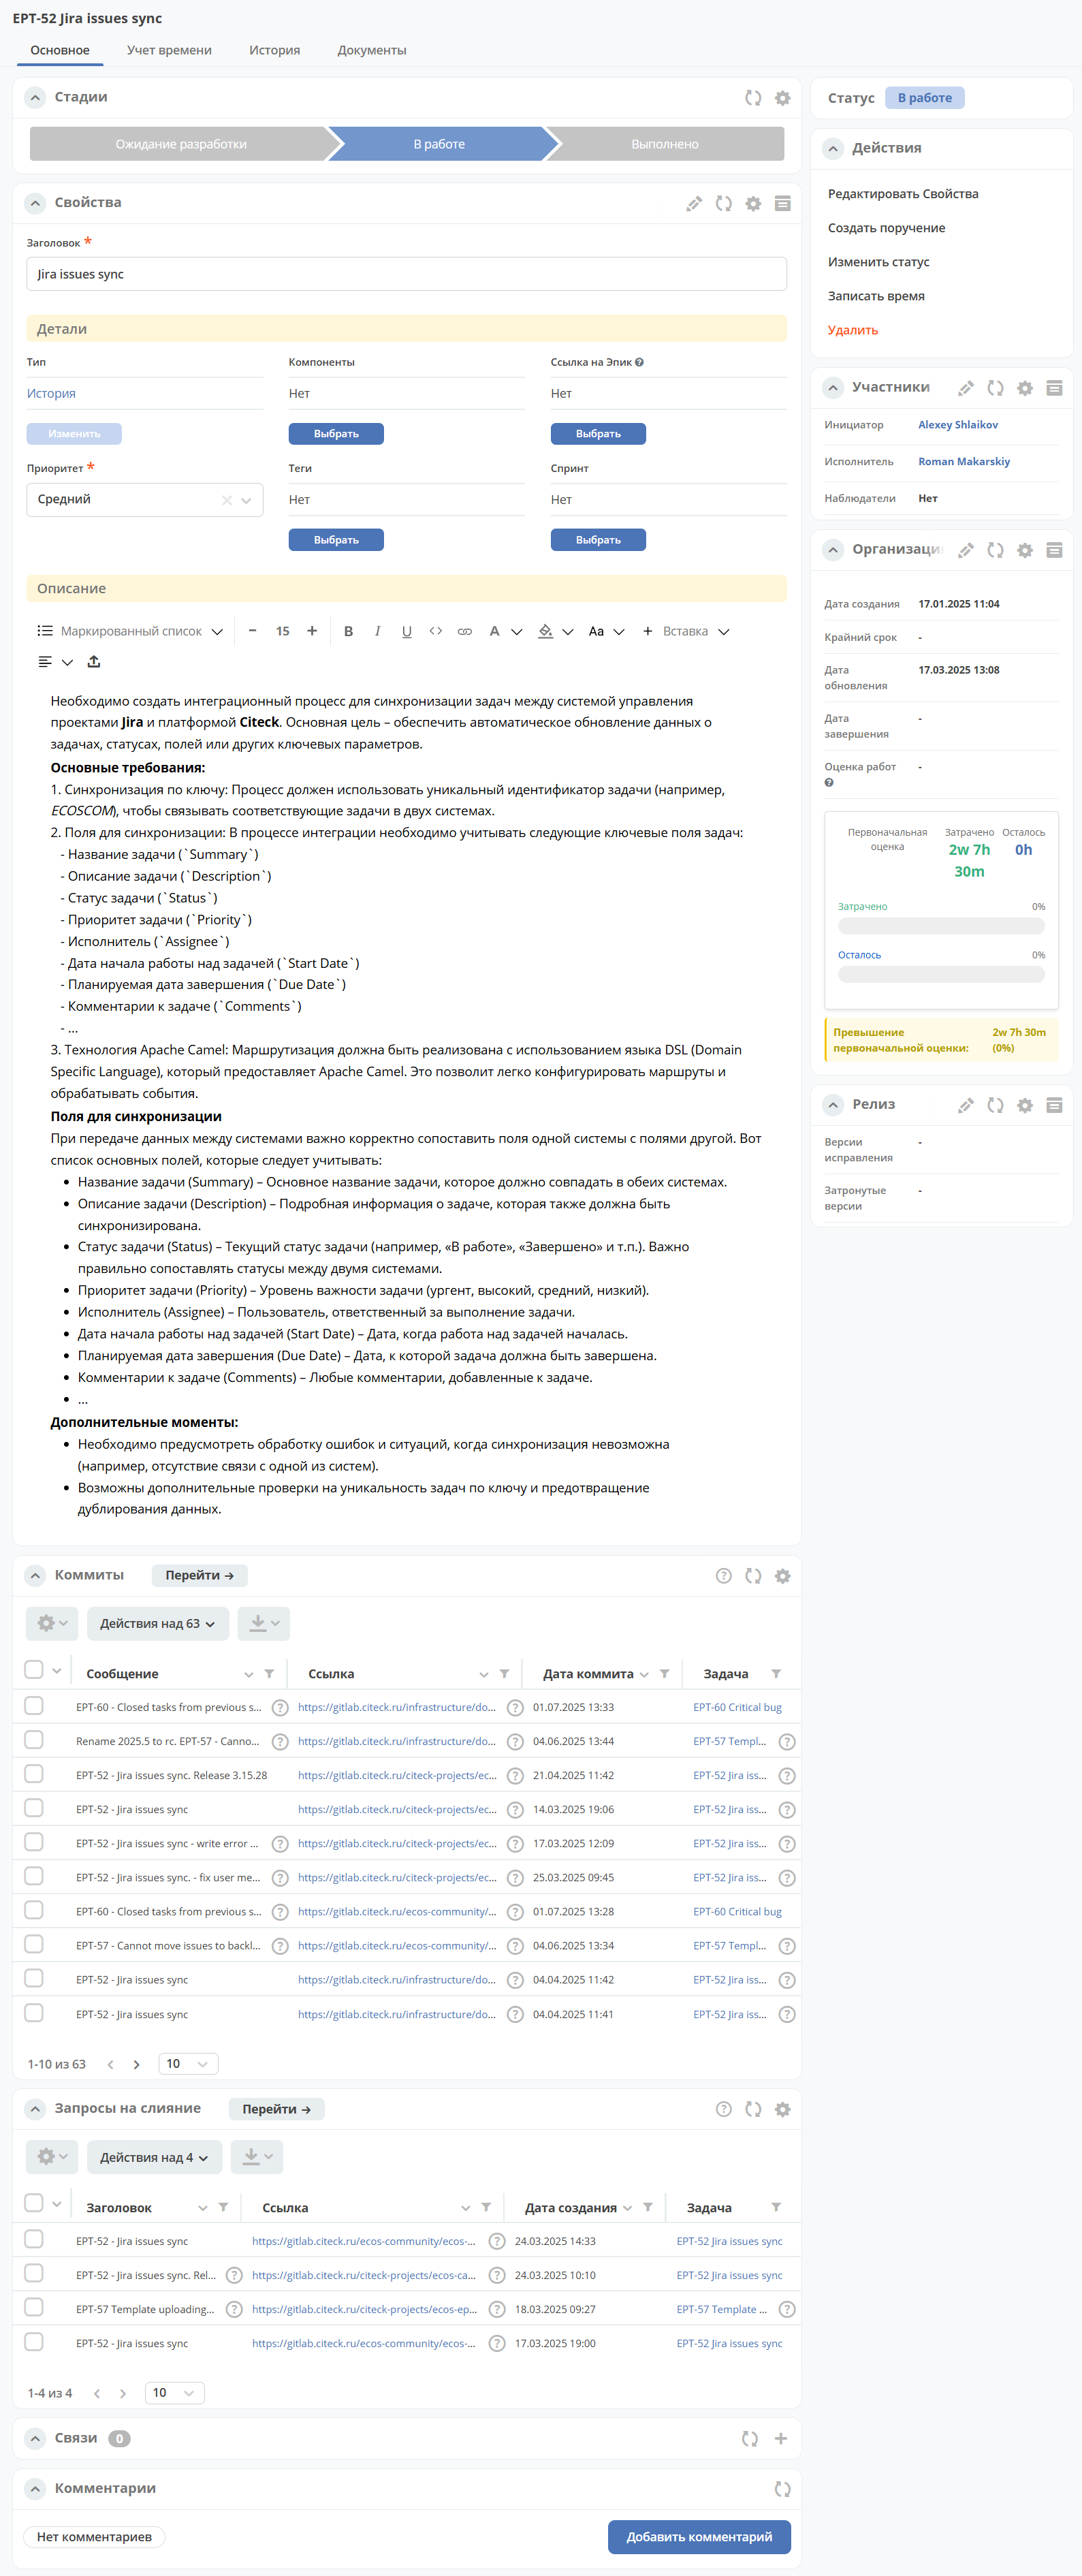 EPT-52 Jira issues sync
Основное
Учет времени
История
Документы
Стадии
Ожидание разработки
В работе
Выполнено
Свойства
Заголовок *
Jira issues sync
Детали
Тип
Компоненты
Ссылка на Эпик
История
Нет
Нет
Изменить
Выбрать
Выбрать
Приоритет *
Теги
Спринт
Средний
Нет
Нет
Выбрать
Выбрать
Описание
Маркированный список
− 15 +
B I U <> A Aa + Вставка
Необходимо создать интеграционный процесс для синхронизации задач между системой управления
проектами Jira и платформой Citeck. Основная цель – обеспечить автоматическое обновление данных о
задачах, статусах, полей или других ключевых параметров.
Основные требования:
1. Синхронизация по ключу: Процесс должен использовать уникальный идентификатор задачи (например,
ECOSCOM), чтобы связывать соответствующие задачи в двух системах.
2. Поля для синхронизации: В процессе интеграции необходимо учитывать следующие ключевые поля задач:
- Название задачи (`Summary`)
- Описание задачи (`Description`)
- Статус задачи (`Status`)
- Приоритет задачи (`Priority`)
- Исполнитель (`Assignee`)
- Дата начала работы над задачей (`Start Date`)
- Планируемая дата завершения (`Due Date`)
- Комментарии к задаче (`Comments`)
- ...
3. Технология Apache Camel: Маршрутизация должна быть реализована с использованием языка DSL (Domain
Specific Language), который предоставляет Apache Camel. Это позволит легко конфигурировать маршруты и
обрабатывать события.
Поля для синхронизации
При передаче данных между системами важно корректно сопоставить поля одной системы с полями другой. Вот
список основных полей, которые следует учитывать:
• Название задачи (Summary) – Основное название задачи, которое должно совпадать в обеих системах.
• Описание задачи (Description) – Подробная информация о задаче, которая также должна быть
синхронизирована.
• Статус задачи (Status) – Текущий статус задачи (например, «В работе», «Завершено» и т.п.). Важно
правильно сопоставлять статусы между двумя системами.
• Приоритет задачи (Priority) – Уровень важности задачи (ургент, высокий, средний, низкий).
• Исполнитель (Assignee) – Пользователь, ответственный за выполнение задачи.
• Дата начала работы над задачей (Start Date) – Дата, когда работа над задачей началась.
• Планируемая дата завершения (Due Date) – Дата, к которой задача должна быть завершена.
• Комментарии к задаче (Comments) – Любые комментарии, добавленные к задаче.
• ...
Дополнительные моменты:
• Необходимо предусмотреть обработку ошибок и ситуаций, когда синхронизация невозможна
(например, отсутствие связи с одной из систем).
• Возможны дополнительные проверки на уникальность задач по ключу и предотвращение
дублирования данных.
Коммиты
Перейти →
Действия над 63
Сообщение Ссылка Дата коммита Задача
EPT-60 - Closed tasks from previous s... https://gitlab.citeck.ru/infrastructure/do... 01.07.2025 13:33 EPT-60 Critical bug
Rename 2025.5 to rc. EPT-57 - Canno... https://gitlab.citeck.ru/infrastructure/do... 04.06.2025 13:44 EPT-57 Templ...
EPT-52 - Jira issues sync. Release 3.15.28 https://gitlab.citeck.ru/citeck-projects/ec... 21.04.2025 11:42 EPT-52 Jira iss...
EPT-52 - Jira issues sync https://gitlab.citeck.ru/citeck-projects/ec... 14.03.2025 19:06 EPT-52 Jira iss...
EPT-52 - Jira issues sync - write error ... https://gitlab.citeck.ru/citeck-projects/ec... 17.03.2025 12:09 EPT-52 Jira iss...
EPT-52 - Jira issues sync. - fix user me... https://gitlab.citeck.ru/citeck-projects/ec... 25.03.2025 09:45 EPT-52 Jira iss...
EPT-60 - Closed tasks from previous s... https://gitlab.citeck.ru/ecos-community/... 01.07.2025 13:28 EPT-60 Critical bug
EPT-57 - Cannot move issues to backl... https://gitlab.citeck.ru/ecos-community/... 04.06.2025 13:34 EPT-57 Templ...
EPT-52 - Jira issues sync https://gitlab.citeck.ru/infrastructure/do... 04.04.2025 11:42 EPT-52 Jira iss...
EPT-52 - Jira issues sync https://gitlab.citeck.ru/infrastructure/do... 04.04.2025 11:41 EPT-52 Jira iss...
1-10 из 63 10
Запросы на слияние
Перейти →
Действия над 4
Заголовок Ссылка Дата создания Задача
EPT-52 - Jira issues sync https://gitlab.citeck.ru/ecos-community/ecos-... 24.03.2025 14:33 EPT-52 Jira issues sync
EPT-52 - Jira issues sync. Rel... https://gitlab.citeck.ru/citeck-projects/ecos-ca... 24.03.2025 10:10 EPT-52 Jira issues sync
EPT-57 Template uploading... https://gitlab.citeck.ru/citeck-projects/ecos-ep... 18.03.2025 09:27 EPT-57 Template ...
EPT-52 - Jira issues sync https://gitlab.citeck.ru/ecos-community/ecos-... 17.03.2025 19:00 EPT-52 Jira issues sync
1-4 из 4 10
Связи 0
Комментарии
Нет комментариев
Добавить комментарий
Статус В работе
Действия
Редактировать Свойства
Создать поручение
Изменить статус
Записать время
Удалить
Участники
Инициатор Alexey Shlaikov
Исполнитель Roman Makarskiy
Наблюдатели Нет
Организаци
Дата создания 17.01.2025 11:04
Крайний срок -
Дата
обновления
17.03.2025 13:08
Дата
завершения
-
Оценка работ -
Первоначальная
оценка
Затрачено
2w 7h
30m
Осталось
0h
Затрачено 0%
Осталось 0%
Превышение
первоначальной оценки:
2w 7h 30m
(0%)
Релиз
Версии
исправления
-
Затронутые
версии
-